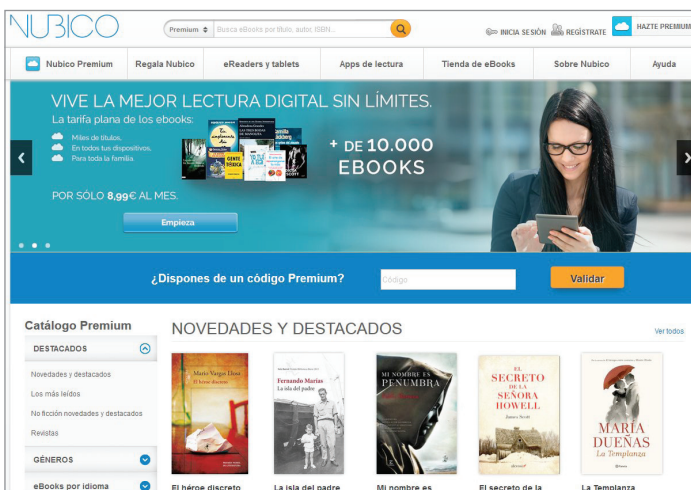 NUBICO
Premium
Busca eBooks por título, autor, ISBN...
INICIA SESIÓN
REGÍSTRATE
HAZTE PREMIUM
Nubico Premium
Regala Nubico
eReaders y tablets
Apps de lectura
Tienda de eBooks
Sobre Nubico
Ayuda
VIVE LA MEJOR LECTURA DIGITAL SIN LÍMITES.
La tarifa plana de los ebooks:
Miles de títulos.
En todos tus dispositivos.
Para toda la familia
+ DE 10.000
EBOOKS
POR SÓLO 8,99€ AL MES.
Empieza
¿Dispones de un código Premium?
Código
Validar
Catálogo Premium
DESTACADOS
Novedades y destacados
Los más leídos
No ficción novedades y destacados
Revistas
GÉNEROS
eBooks por idioma
NOVEDADES Y DESTACADOS
Ver todos
Mario Vargas Llosa
El héroe discreto
Fernando Marías
La isla del padre
MI NOMBRE ES
PENUMBRA
EL
SECRETO
DE LA
SEÑORA
HOWELL
James Scott
MARÍA
DUEÑAS
La Templanza
El héroe discreto
La isla del padre
Mi nombre es
El secreto de la
La Templanza